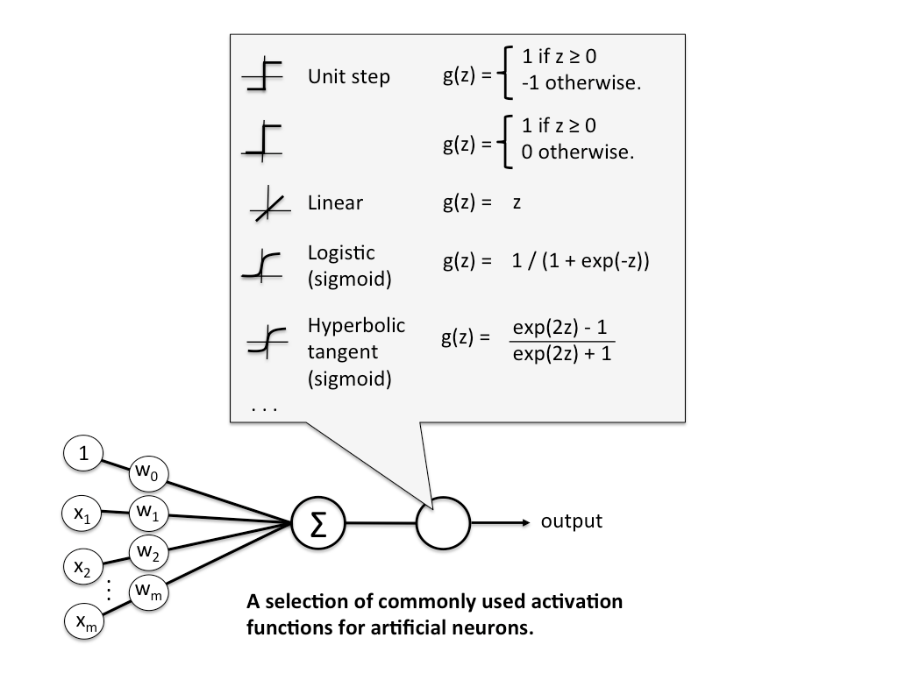 Unit step g(z) = { 1 if z ≥ 0
-1 otherwise.
g(z) = { 1 if z ≥ 0
0 otherwise.
Linear g(z) = z
Logistic
(sigmoid) g(z) = 1 / (1 + exp(-z))
Hyperbolic
tangent
(sigmoid) g(z) = exp(2z) - 1
exp(2z) + 1
. . .
1 w₀
x₁ w₁
x₂ w₂
⋮ wₘ
xₘ
Σ
output
A selection of commonly used activation
functions for artificial neurons.